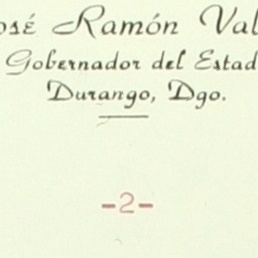 osé Ramón Val
Gobernador del Estad
Durango, Dgo.
-2-